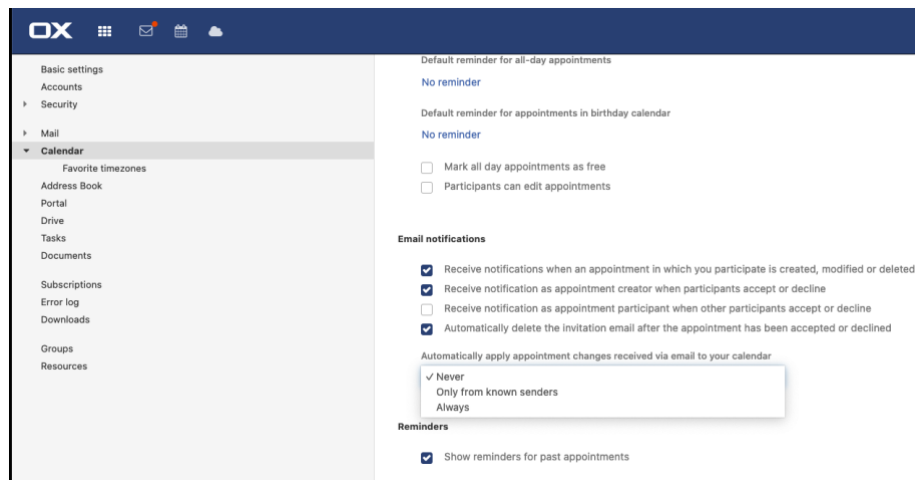 OX
Basic settings
Accounts
Security
Mail
Calendar
Favorite timezones
Address Book
Portal
Drive
Tasks
Documents
Subscriptions
Error log
Downloads
Groups
Resources
Default reminder for all-day appointments
No reminder
Default reminder for appointments in birthday calendar
No reminder
Mark all day appointments as free
Participants can edit appointments
Email notifications
Receive notifications when an appointment in which you participate is created, modified or deleted
Receive notification as appointment creator when participants accept or decline
Receive notification as appointment participant when other participants accept or decline
Automatically delete the invitation email after the appointment has been accepted or declined
Automatically apply appointment changes received via email to your calendar
✓ Never
Only from known senders
Always
Reminders
Show reminders for past appointments